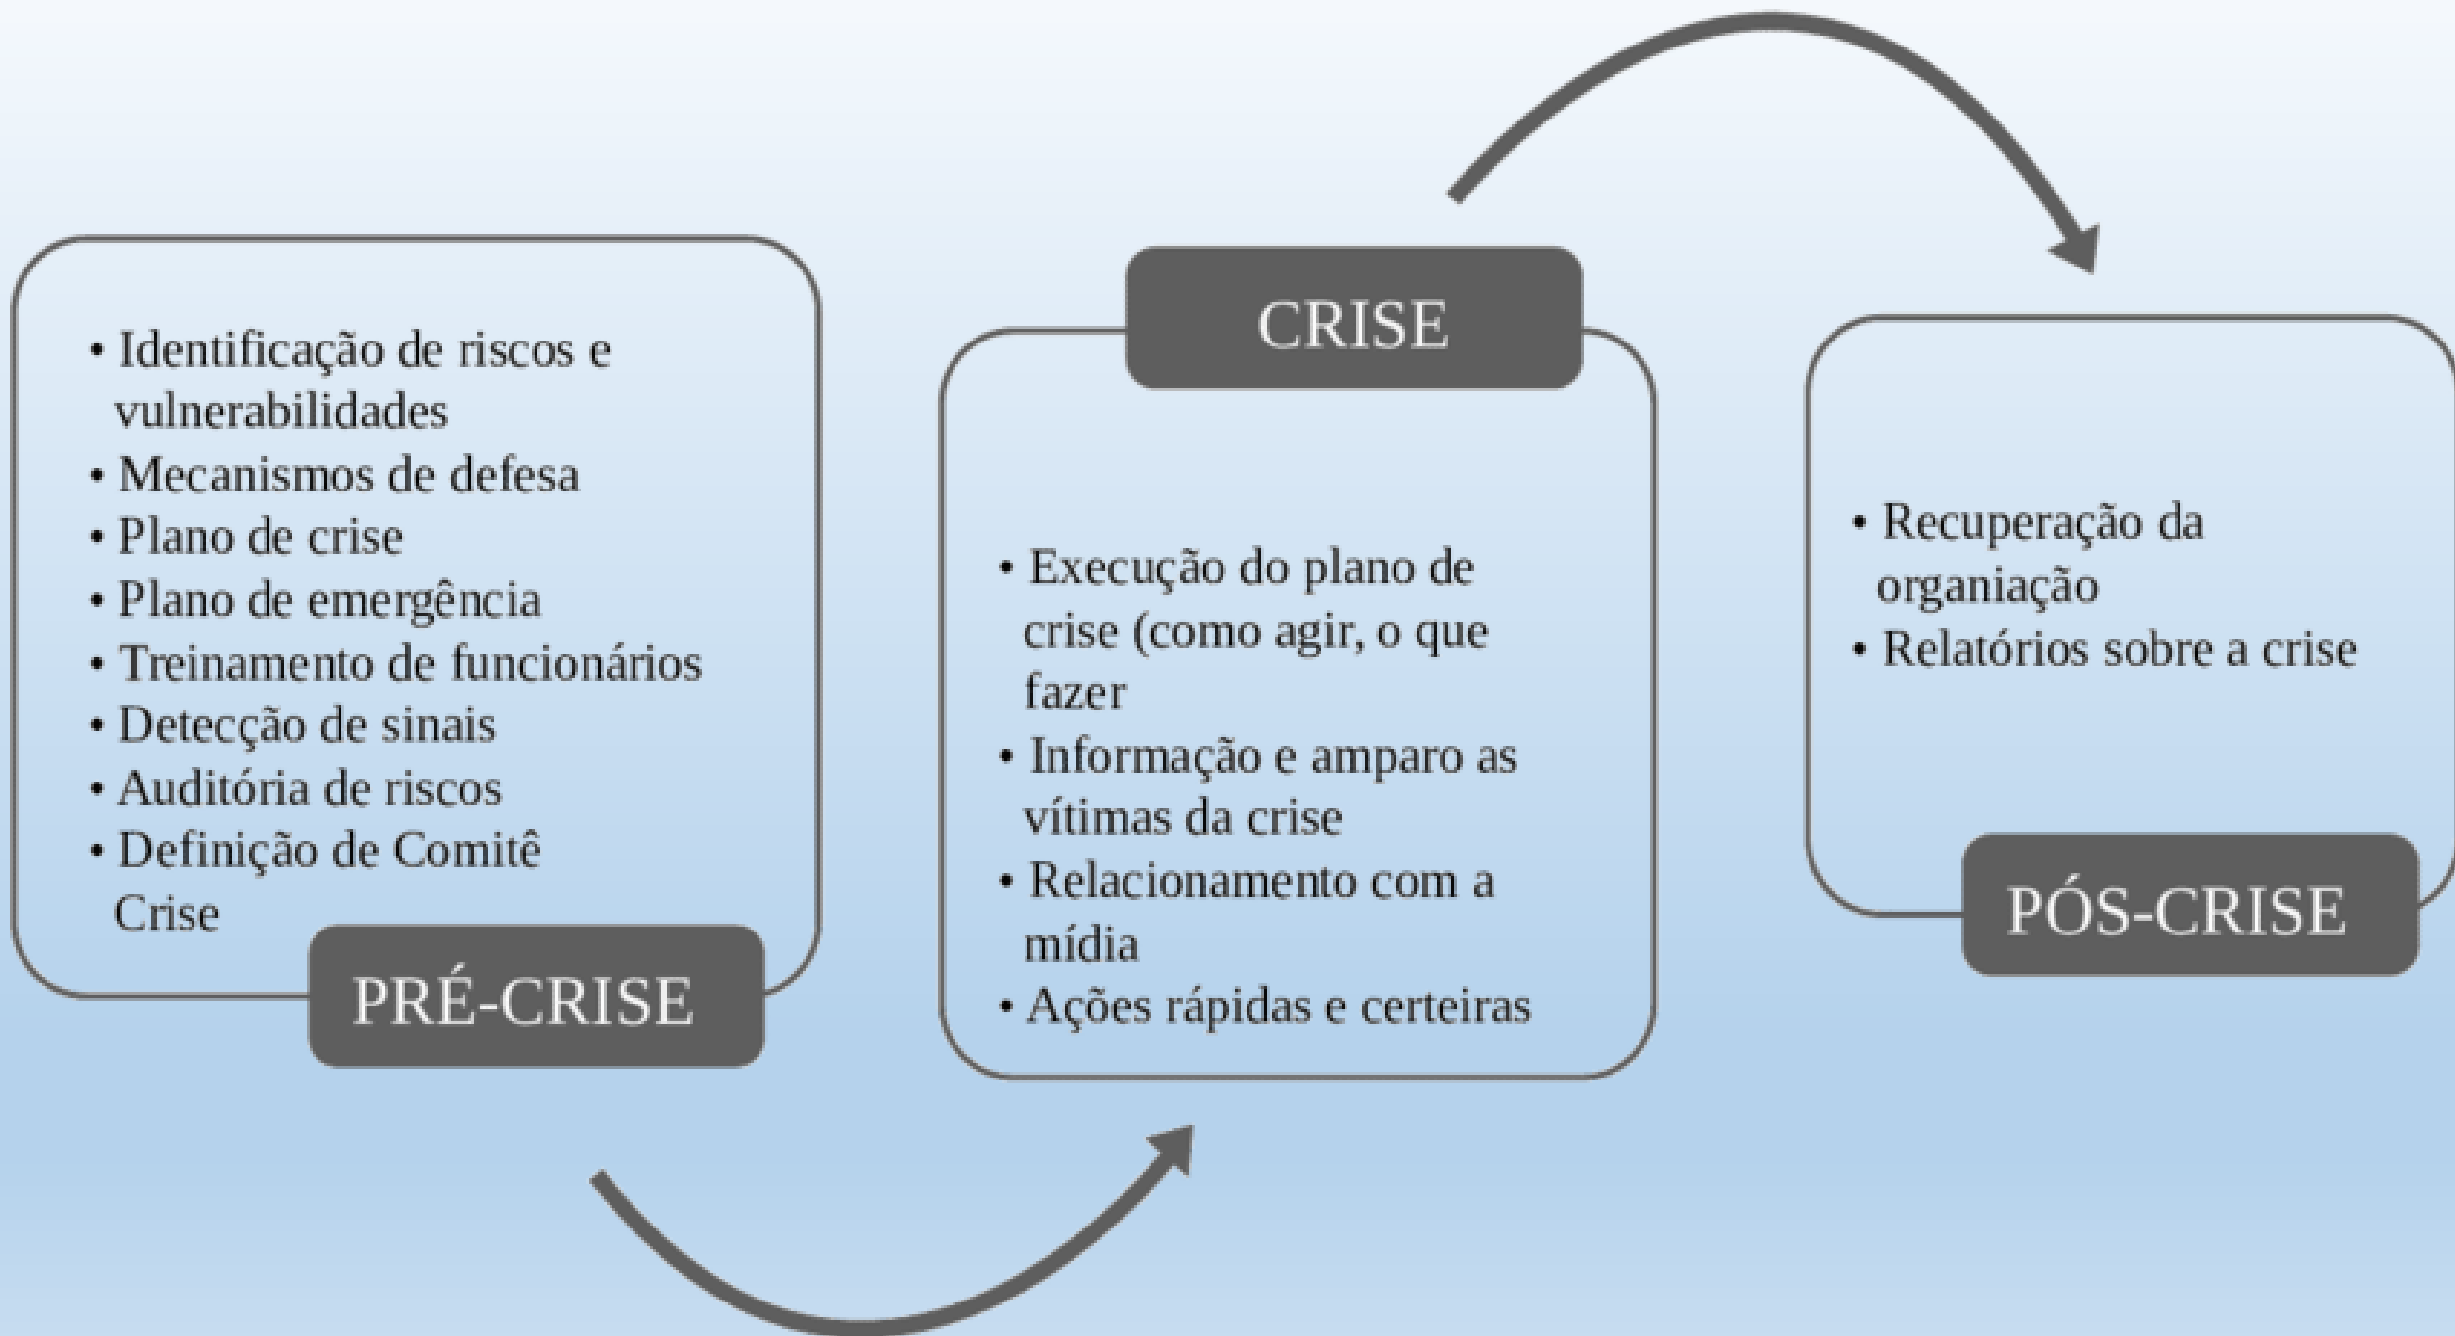 • Identificação de riscos e
vulnerabilidades
• Mecanismos de defesa
• Plano de crise
• Plano de emergência
• Treinamento de funcionários
• Detecção de sinais
• Auditória de riscos
• Definição de Comitê
Crise
PRÉ-CRISE
CRISE
• Execução do plano de
crise (como agir, o que
fazer
• Informação e amparo as
vítimas da crise
• Relacionamento com a
mídia
• Ações rápidas e certeiras
• Recuperação da
organiação
• Relatórios sobre a crise
PÓS-CRISE